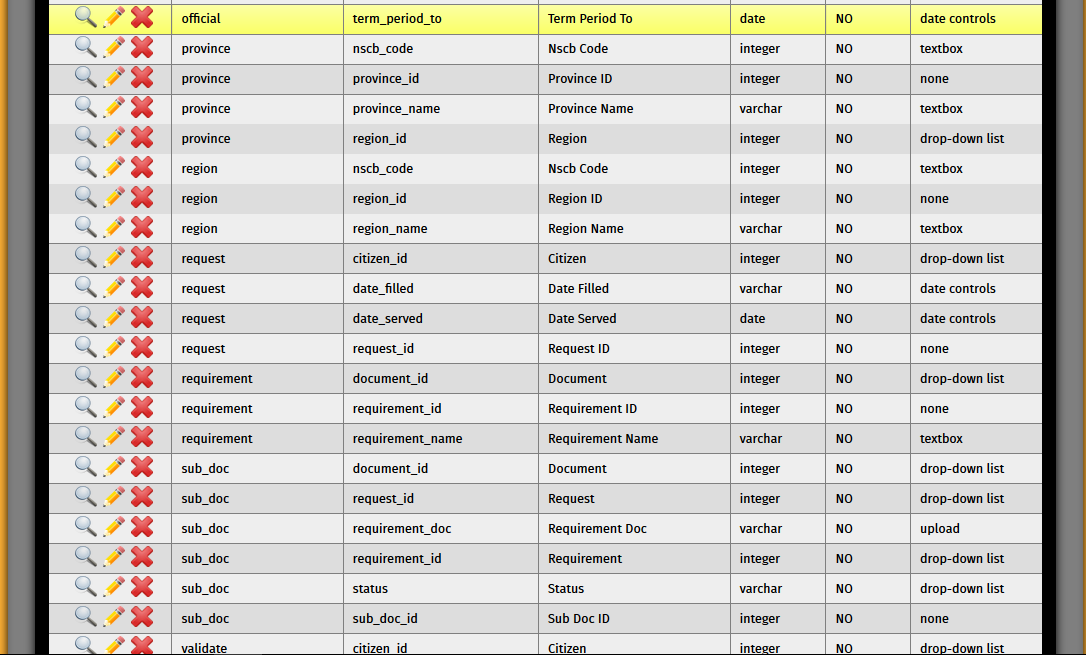 official term_period_to Term Period To date NO date controls
province nscb_code Nscb Code integer NO textbox
province province_id Province ID integer NO none
province province_name Province Name varchar NO textbox
province region_id Region integer NO drop-down list
region nscb_code Nscb Code integer NO textbox
region region_id Region ID integer NO none
region region_name Region Name varchar NO textbox
request citizen_id Citizen integer NO drop-down list
request date_filled Date Filled varchar NO date controls
request date_served Date Served date NO date controls
request request_id Request ID integer NO none
requirement document_id Document integer NO drop-down list
requirement requirement_id Requirement ID integer NO none
requirement requirement_name Requirement Name varchar NO textbox
sub_doc document_id Document integer NO drop-down list
sub_doc request_id Request integer NO drop-down list
sub_doc requirement_doc Requirement Doc varchar NO upload
sub_doc requirement_id Requirement integer NO drop-down list
sub_doc status Status varchar NO drop-down list
sub_doc sub_doc_id Sub Doc ID integer NO none
validate citizen_id Citizen integer NO drop-down list